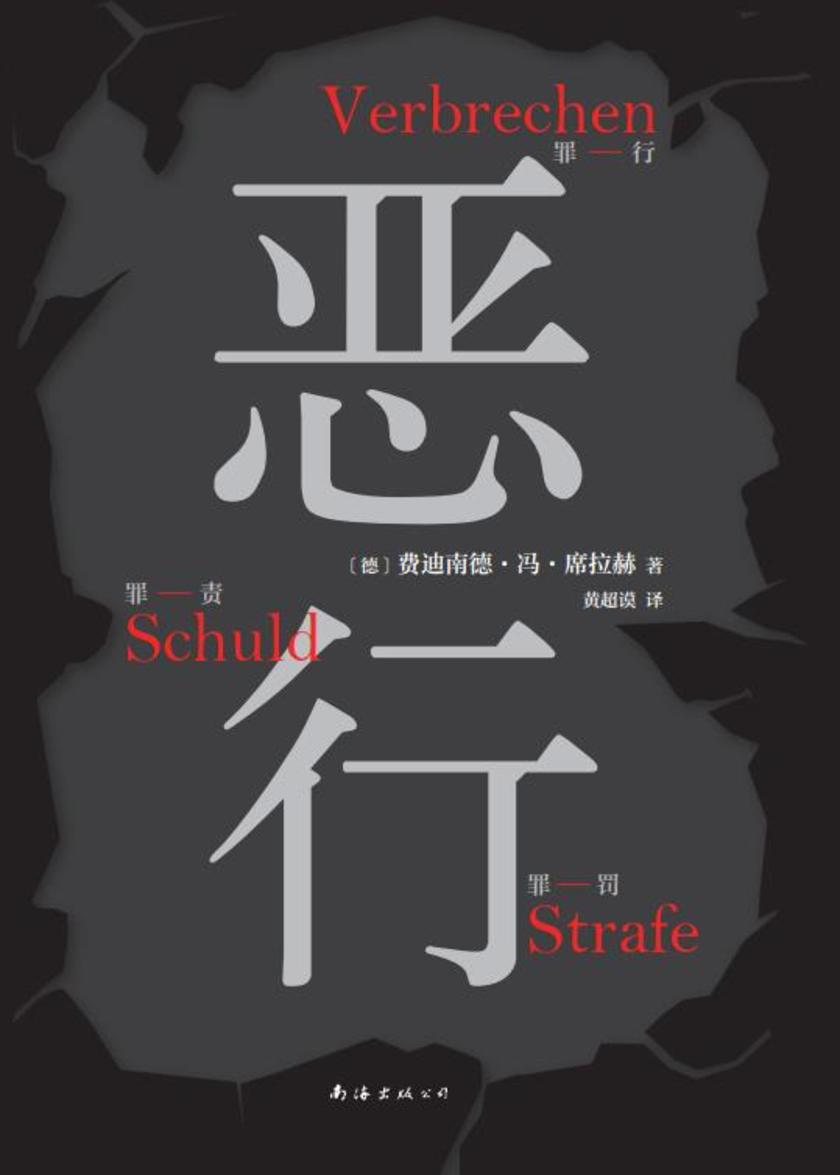 Verbrechen
罪 — 行
恶
〔德〕费迪南德·冯·席拉赫 著
黄超谟 译
罪 — 责
Schuld
行
罪 — 罚
Strafe
南海出版公司